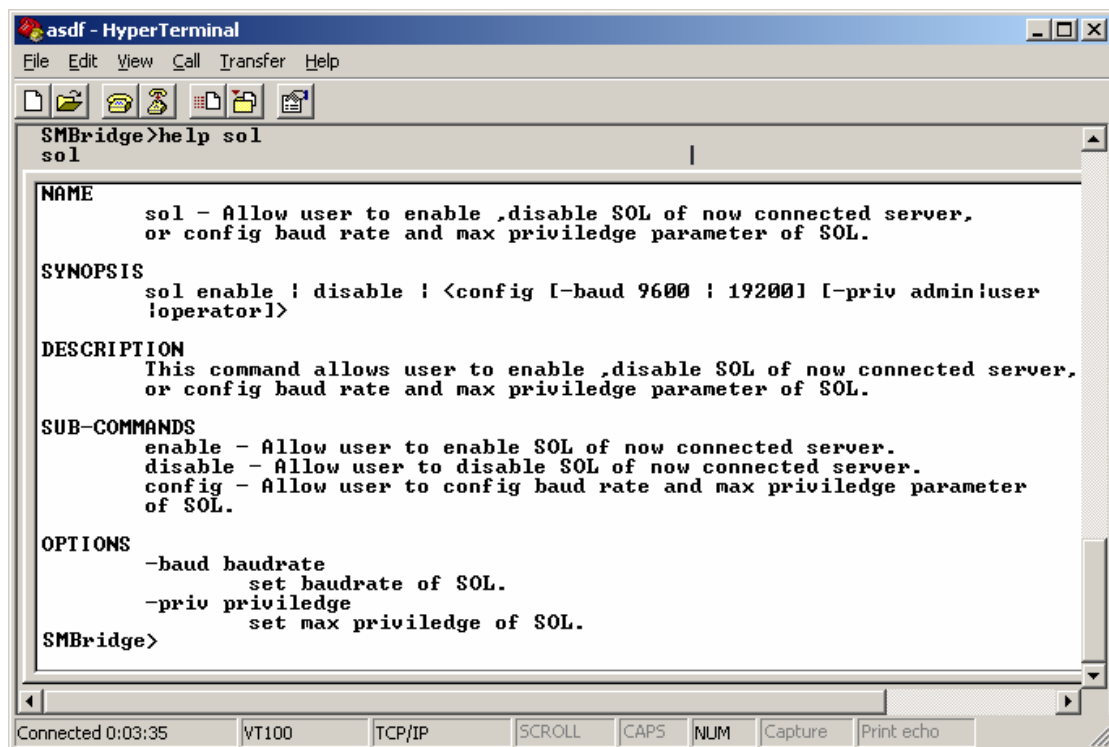 asdf - HyperTerminal
File Edit View Call Transfer Help
SMBridge>help sol
sol
NAME
sol - Allow user to enable ,disable SOL of now connected server,
or config baud rate and max priviledge parameter of SOL.
SYNOPSIS
sol enable | disable | <config [-baud 9600 | 19200] [-priv admin|user
|operator]>
DESCRIPTION
This command allows user to enable ,disable SOL of now connected server,
or config baud rate and max priviledge parameter of SOL.
SUB-COMMANDS
enable - Allow user to enable SOL of now connected server.
disable - Allow user to disable SOL of now connected server.
config - Allow user to config baud rate and max priviledge parameter
of SOL.
OPTIONS
-baud baudrate
set baudrate of SOL.
-priv priviledge
set max priviledge of SOL.
SMBridge>
Connected 0:03:35 VT100 TCP/IP SCROLL CAPS NUM Capture Print echo